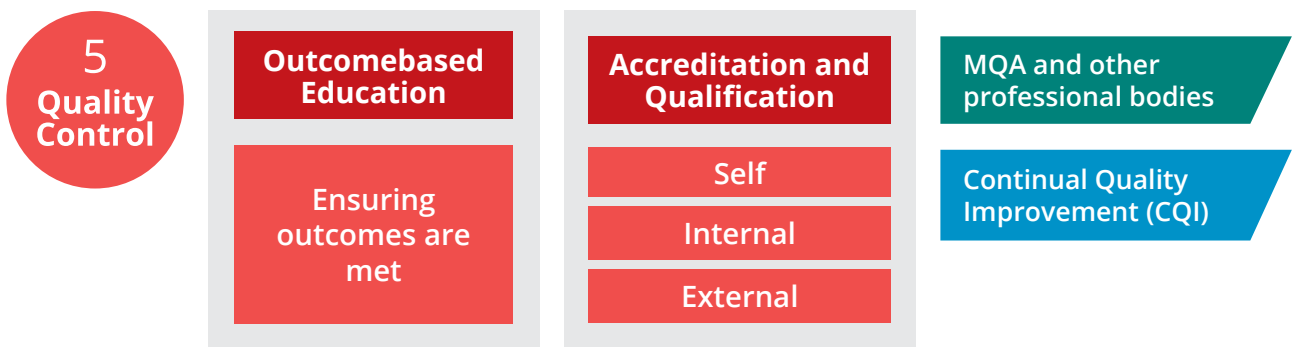 5
Quality
Control
Outcomebased
Education
Ensuring
outcomes are
met
Accreditation and
Qualification
Self
Internal
External
MQA and other
professional bodies
Continual Quality
Improvement (CQI)